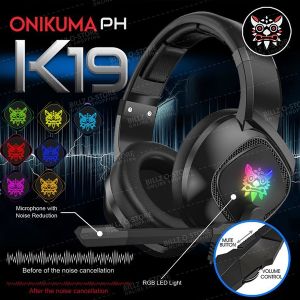 ONIKUMA PH
K19
Microphone with
Noise Reduction
Before of the noise cancellation
After the noise cancellation
RGB LED Light
MUTE
BUTTON
VOLUME
CONTROL